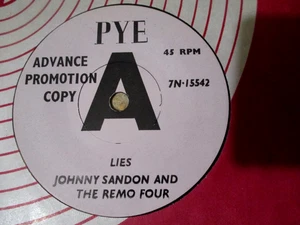 PYE
ADVANCE
PROMOTION
COPY
A
45 RPM
7N·15542
LIES
JOHNNY SANDON AND
THE REMO FOUR